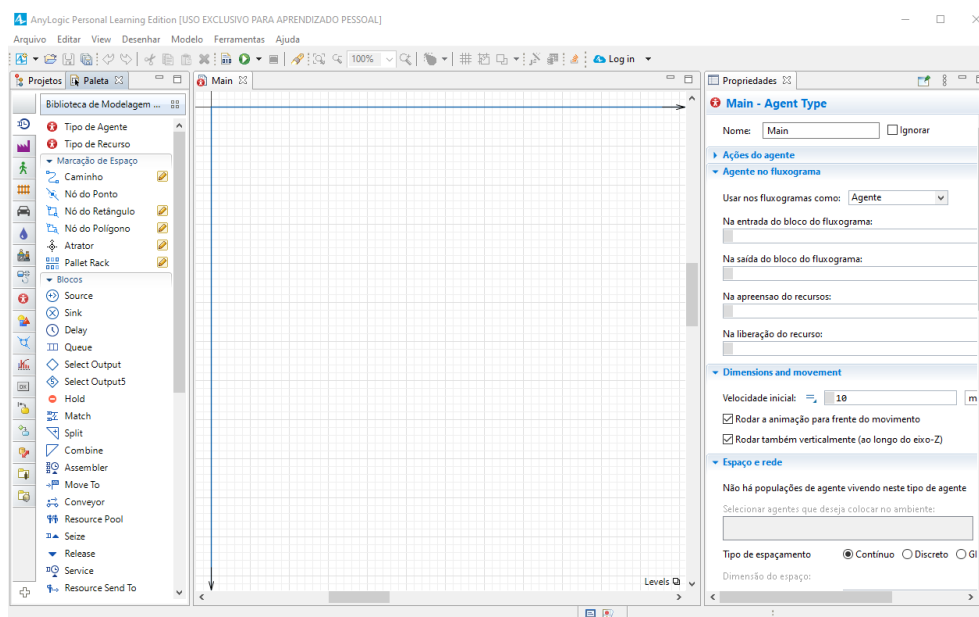 AnyLogic Personal Learning Edition [USO EXCLUSIVO PARA APRENDIZADO PESSOAL]
Arquivo Editar View Desenhar Modelo Ferramentas Ajuda
100% Log in
Projetos Paleta
Biblioteca de Modelagem ...
Tipo de Agente
Tipo de Recurso
Marcação de Espaço
Caminho
Nó do Ponto
Nó do Retângulo
Nó do Polígono
Atrator
Pallet Rack
Blocos
Source
Sink
Delay
Queue
Select Output
Select Output5
Hold
Match
Split
Combine
Assembler
Move To
Conveyor
Resource Pool
Seize
Release
Service
Resource Send To
Main
Levels
Propriedades
Main - Agent Type
Nome: Main Ignorar
Ações do agente
Agente no fluxograma
Usar nos fluxogramas como: Agente
Na entrada do bloco do fluxograma:
Na saída do bloco do fluxograma:
Na apreensao do recursos:
Na liberação do recurso:
Dimensions and movement
Velocidade inicial: 10 m
Rodar a animação para frente do movimento
Rodar também verticalmente (ao longo do eixo-Z)
Espaço e rede
Não há populações de agente vivendo neste tipo de agente
Selecionar agentes que deseja colocar no ambiente:
Tipo de espaçamento Contínuo Discreto GI
Dimensão do espaço: